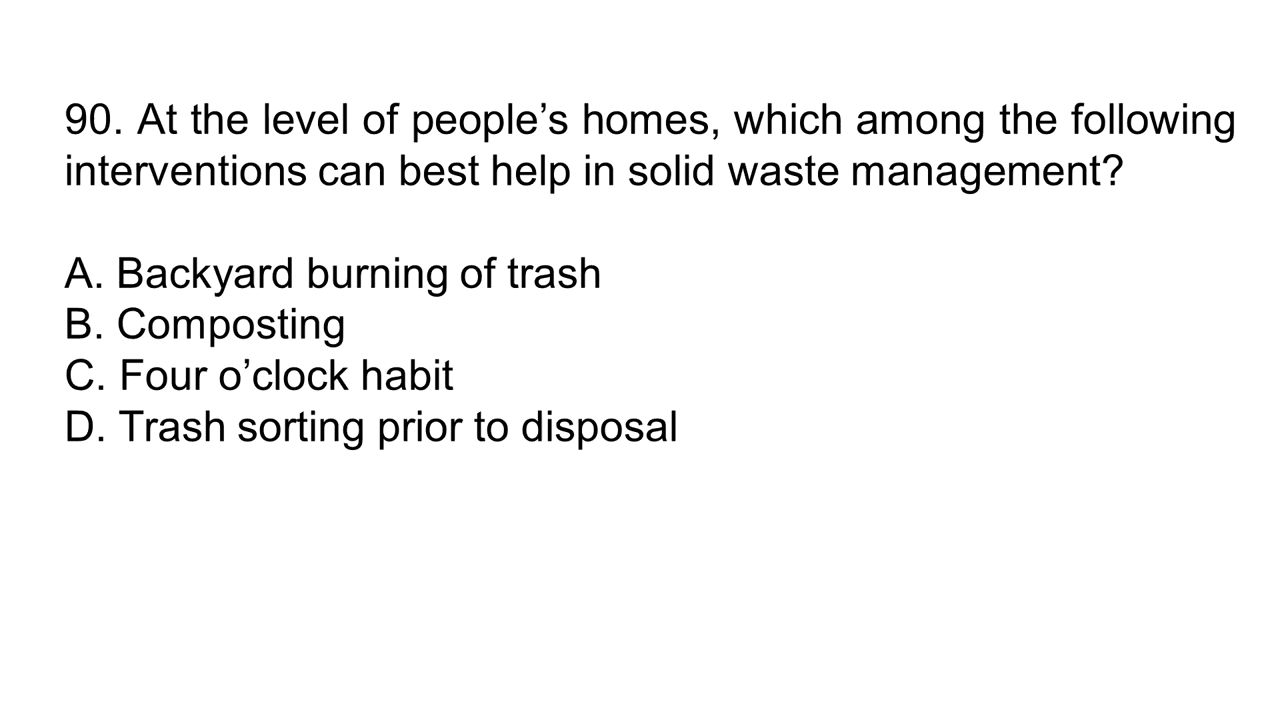 90. At the level of people’s homes, which among the following
interventions can best help in solid waste management?
A. Backyard burning of trash
B. Composting
C. Four o’clock habit
D. Trash sorting prior to disposal